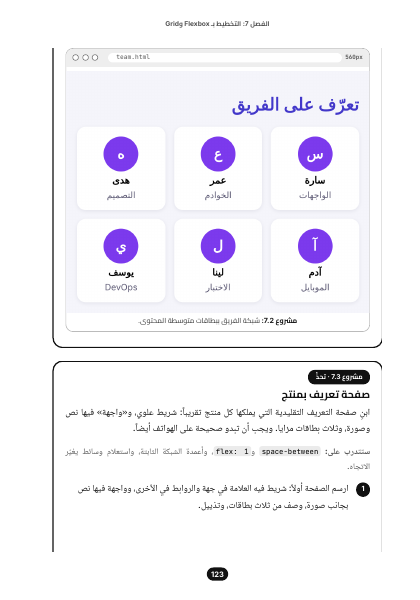 الفصل 7: التخطيط بـ Flexbox وGrid
team.html
560px
تعرّف على الفريق
س
سارة
الواجهات
ع
عمر
الخوادم
ه
هدى
التصميم
آ
آدم
الموبايل
ل
لينا
الاختبار
ي
يوسف
DevOps
مشروع 7.2: شبكة الفريق ببطاقات متوسطة المحتوى.
مشروع 7.3 · تحدٍّ
صفحة تعريف بمنتج
ابنِ صفحة التعريف التقليدية التي يملكها كل منتج تقريباً: شريط علوي، و«واجهة» فيها نص
وصورة، وثلاث بطاقات مزايا. ويجب أن تبدو صحيحة على الهواتف أيضاً.
ستتدرب على: space-between و flex: 1، وأعمدة الشبكة الثابتة، واستعلام وسائط يغيّر
الاتجاه.
1 ارسم الصفحة أولاً: شريط فيه العلامة في جهة والروابط في الأخرى، وواجهة فيها نص
بجانب صورة، وصف من ثلاث بطاقات، وتذييل.
123